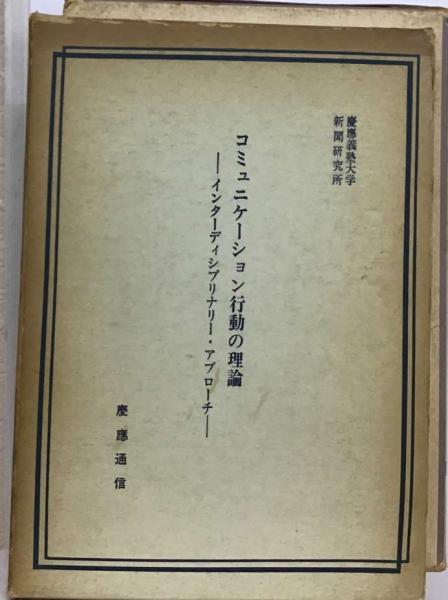 慶應義塾大学
新聞研究所
コミュニケーション行動の理論
―インターディシプリナリー・アプローチ―
慶應通信